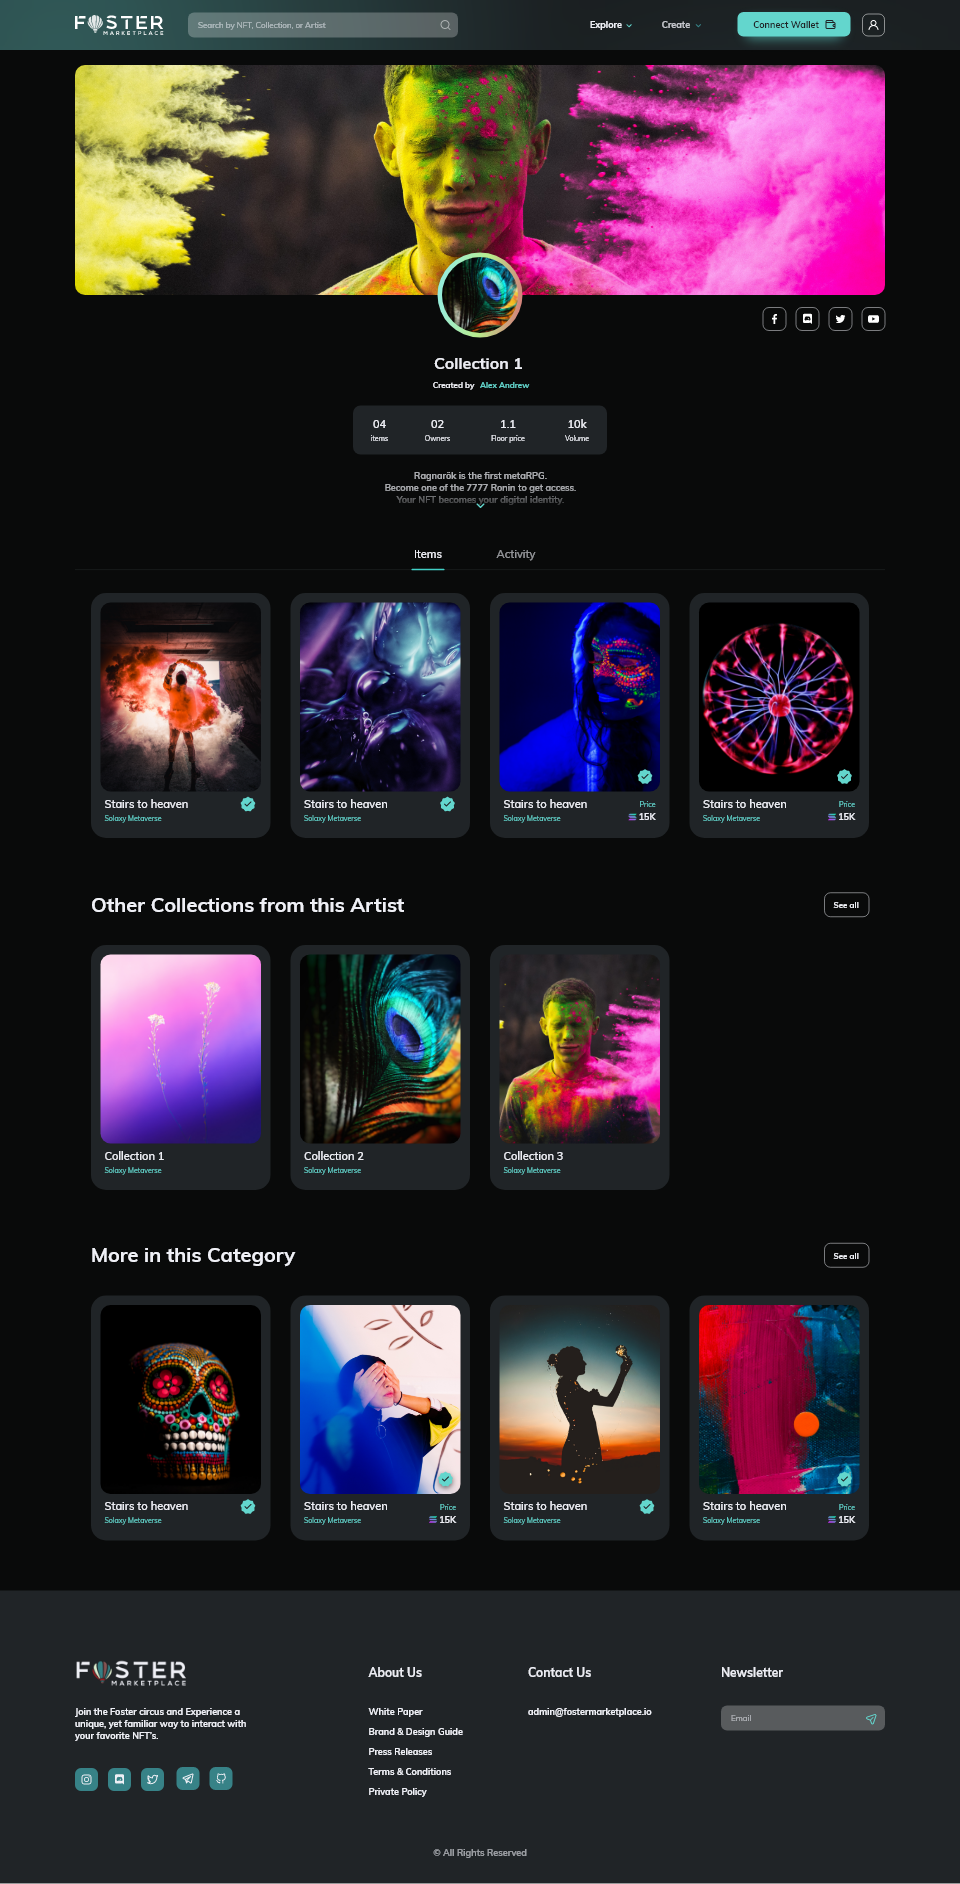 FOSTER
MARKETPLACE
Search by NFT, Collection, or Artist
Explore
Create
Connect Wallet
Collection 1
Created by Alex Andrew
04
items
02
Owners
1.1
Floor price
10k
Volume
Ragnarök is the first metaRPG.
Become one of the 7777 Ronin to get access.
Your NFT becomes your digital identity.
Items
Activity
Stairs to heaven
Solaxy Metaverse
Stairs to heaven
Solaxy Metaverse
Stairs to heaven
Solaxy Metaverse
Price
15K
Stairs to heaven
Solaxy Metaverse
Price
15K
Other Collections from this Artist
See all
Collection 1
Solaxy Metaverse
Collection 2
Solaxy Metaverse
Collection 3
Solaxy Metaverse
More in this Category
See all
Stairs to heaven
Solaxy Metaverse
Stairs to heaven
Solaxy Metaverse
Price
15K
Stairs to heaven
Solaxy Metaverse
Stairs to heaven
Solaxy Metaverse
Price
15K
FOSTER
MARKETPLACE
Join the Foster circus and Experience a
unique, yet familiar way to interact with
your favorite NFT's.
About Us
White Paper
Brand & Design Guide
Press Releases
Terms & Conditions
Private Policy
Contact Us
admin@fostermarketplace.io
Newsletter
Email
© All Rights Reserved